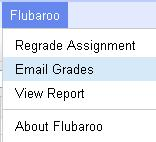 Flubaroo
Regrade Assignment
Email Grades
View Report
About Flubaroo